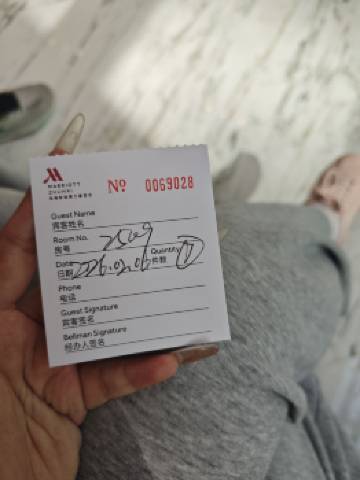 MARRIOTT
ZHUHAI
№ 0069028
Guest Name
宾客姓名
Room No. 2509
房号
Date Quantity
日期 2026.02.06 件数 ①
Phone
电话
Guest Signature
宾客签名
Bellman Signature
经办人签名